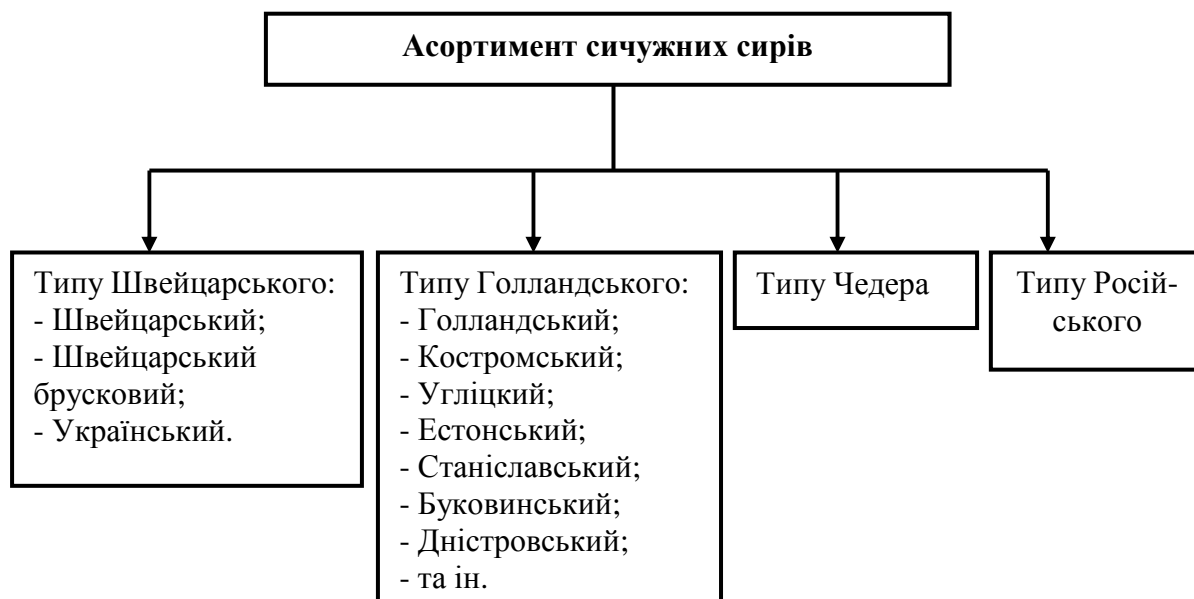 Асортимент сичужних сирів
Типу Швейцарського:
- Швейцарський;
- Швейцарський
брусковий;
- Український.
Типу Голландського:
- Голландський;
- Костромський;
- Угліцкий;
- Естонський;
- Станіславський;
- Буковинський;
- Дністровський;
- та ін.
Типу Чедера
Типу Росій-
ського